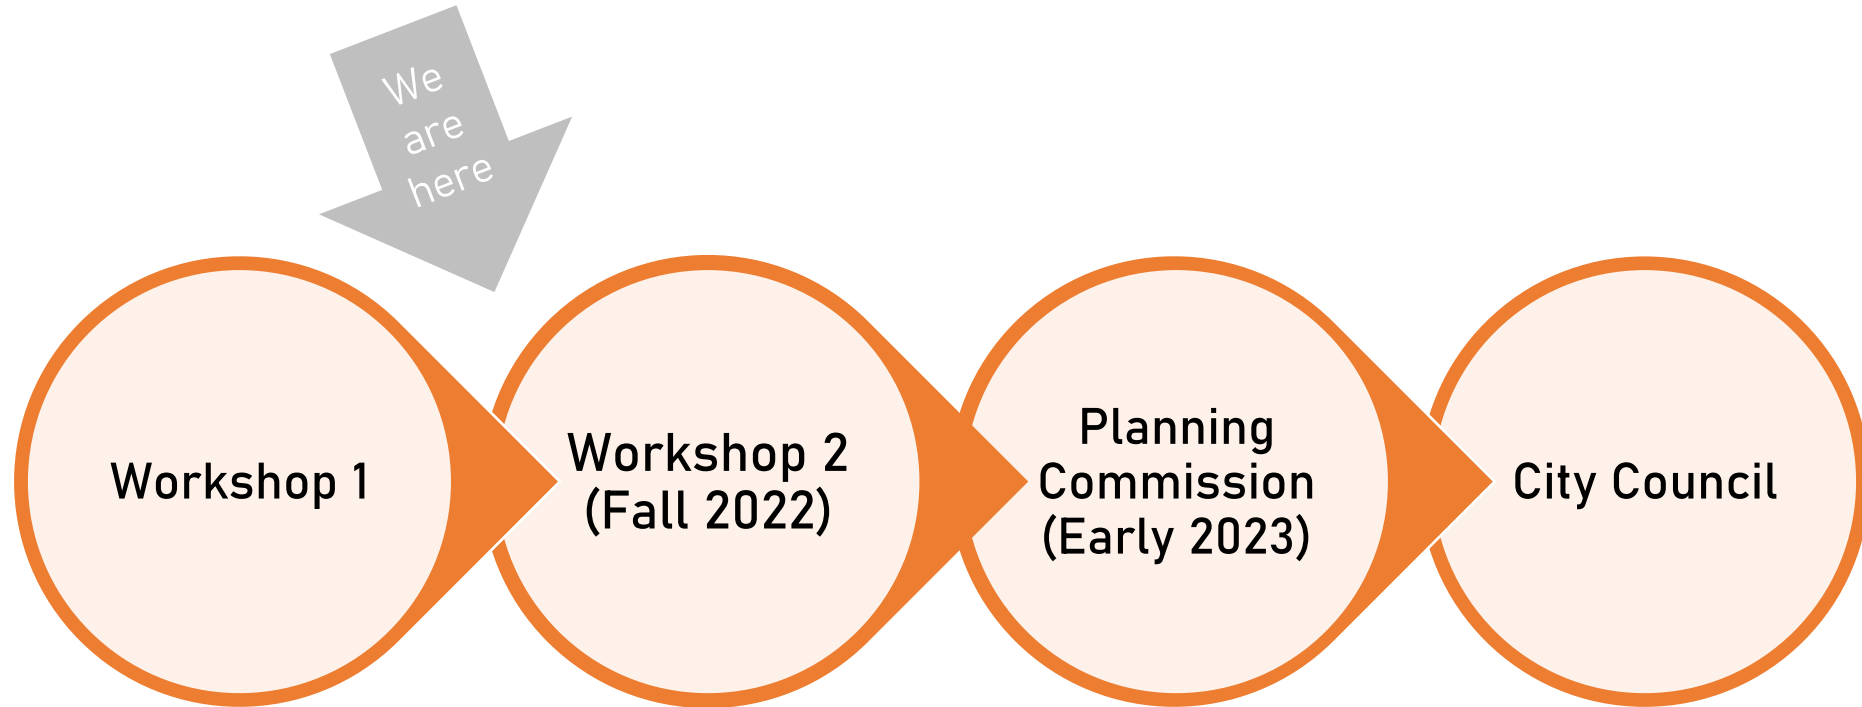 We
are
here
Workshop 1
Workshop 2
(Fall 2022)
Planning
Commission
(Early 2023)
City Council